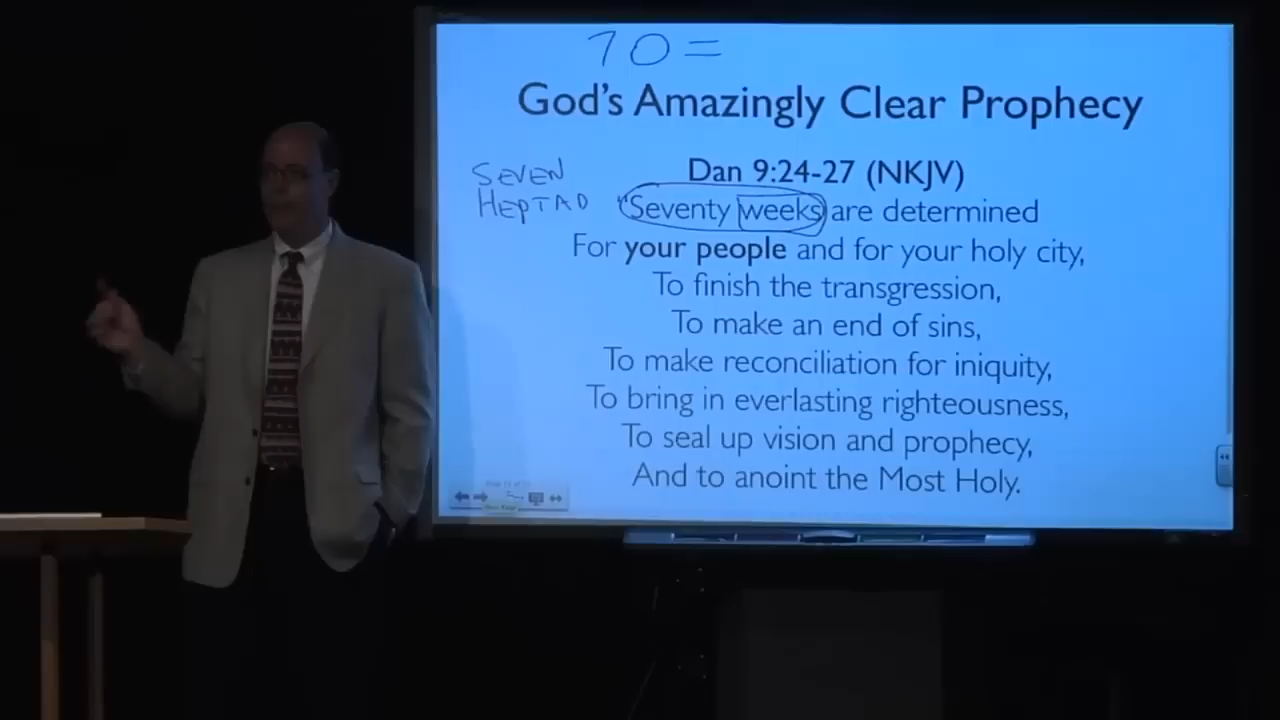 70=
God's Amazingly Clear Prophecy
SEVEN
HEPTAD
Dan 9:24-27 (NKJV)
"Seventy weeks are determined
For your people and for your holy city,
To finish the transgression,
To make an end of sins,
To make reconciliation for iniquity,
To bring in everlasting righteousness,
To seal up vision and prophecy,
And to anoint the Most Holy.